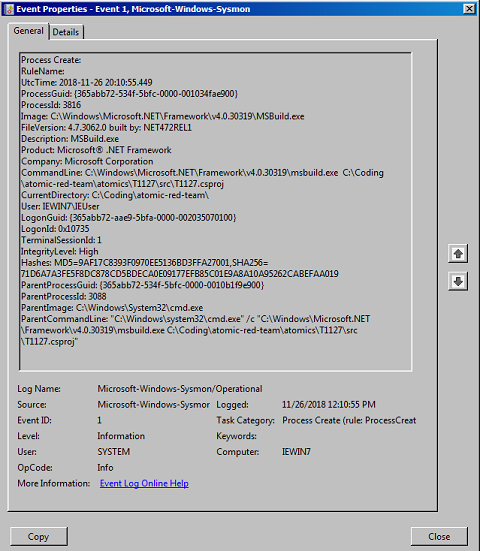 Event Properties - Event 1, Microsoft-Windows-Sysmon
General
Details
Process Create:
RuleName:
UtcTime: 2018-11-26 20:10:55.449
ProcessGuid: {365abb72-534f-5bfc-0000-001034fae900}
ProcessId: 3816
Image: C:\Windows\Microsoft.NET\Framework\v4.0.30319\MSBuild.exe
FileVersion: 4.7.3062.0 built by: NET472REL1
Description: MSBuild.exe
Product: Microsoft® .NET Framework
Company: Microsoft Corporation
CommandLine: C:\Windows\Microsoft.NET\Framework\v4.0.30319\msbuild.exe  C:\Coding
\atomic-red-team\atomics\T1127\src\T1127.csproj
CurrentDirectory: C:\Coding\atomic-red-team\
User: IEWIN7\IEUser
LogonGuid: {365abb72-aae9-5bfa-0000-002035070100}
LogonId: 0x10735
TerminalSessionId: 1
IntegrityLevel: High
Hashes: MD5=9AF17C8393F0970EE5136BD3FFA27001,SHA256=
71D6A7A3FE5F8DC878CD5BDECA0E09177EFB85C01E9A8A10A95262CABEFAA019
ParentProcessGuid: {365abb72-534f-5bfc-0000-0010b1f9e900}
ParentProcessId: 3088
ParentImage: C:\Windows\System32\cmd.exe
ParentCommandLine: "C:\Windows\system32\cmd.exe" /c "C:\Windows\Microsoft.NET
\Framework\v4.0.30319\msbuild.exe C:\Coding\atomic-red-team\atomics\T1127\src
\T1127.csproj"
Log Name: Microsoft-Windows-Sysmon/Operational
Source: Microsoft-Windows-Sysmor Logged: 11/26/2018 12:10:55 PM
Event ID: 1 Task Category: Process Create (rule: ProcessCreat
Level: Information Keywords:
User: SYSTEM Computer: IEWIN7
OpCode: Info
More Information: Event Log Online Help
Copy
Close